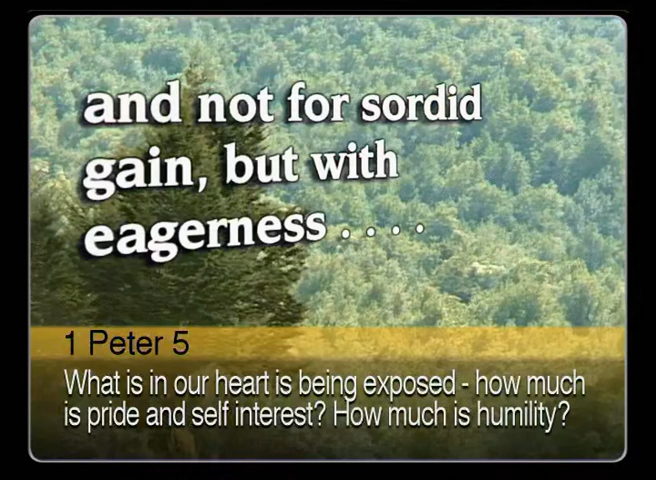 and not for sordid
gain, but with
eagerness . . . .
1 Peter 5
What is in our heart is being exposed - how much
is pride and self interest? How much is humility?